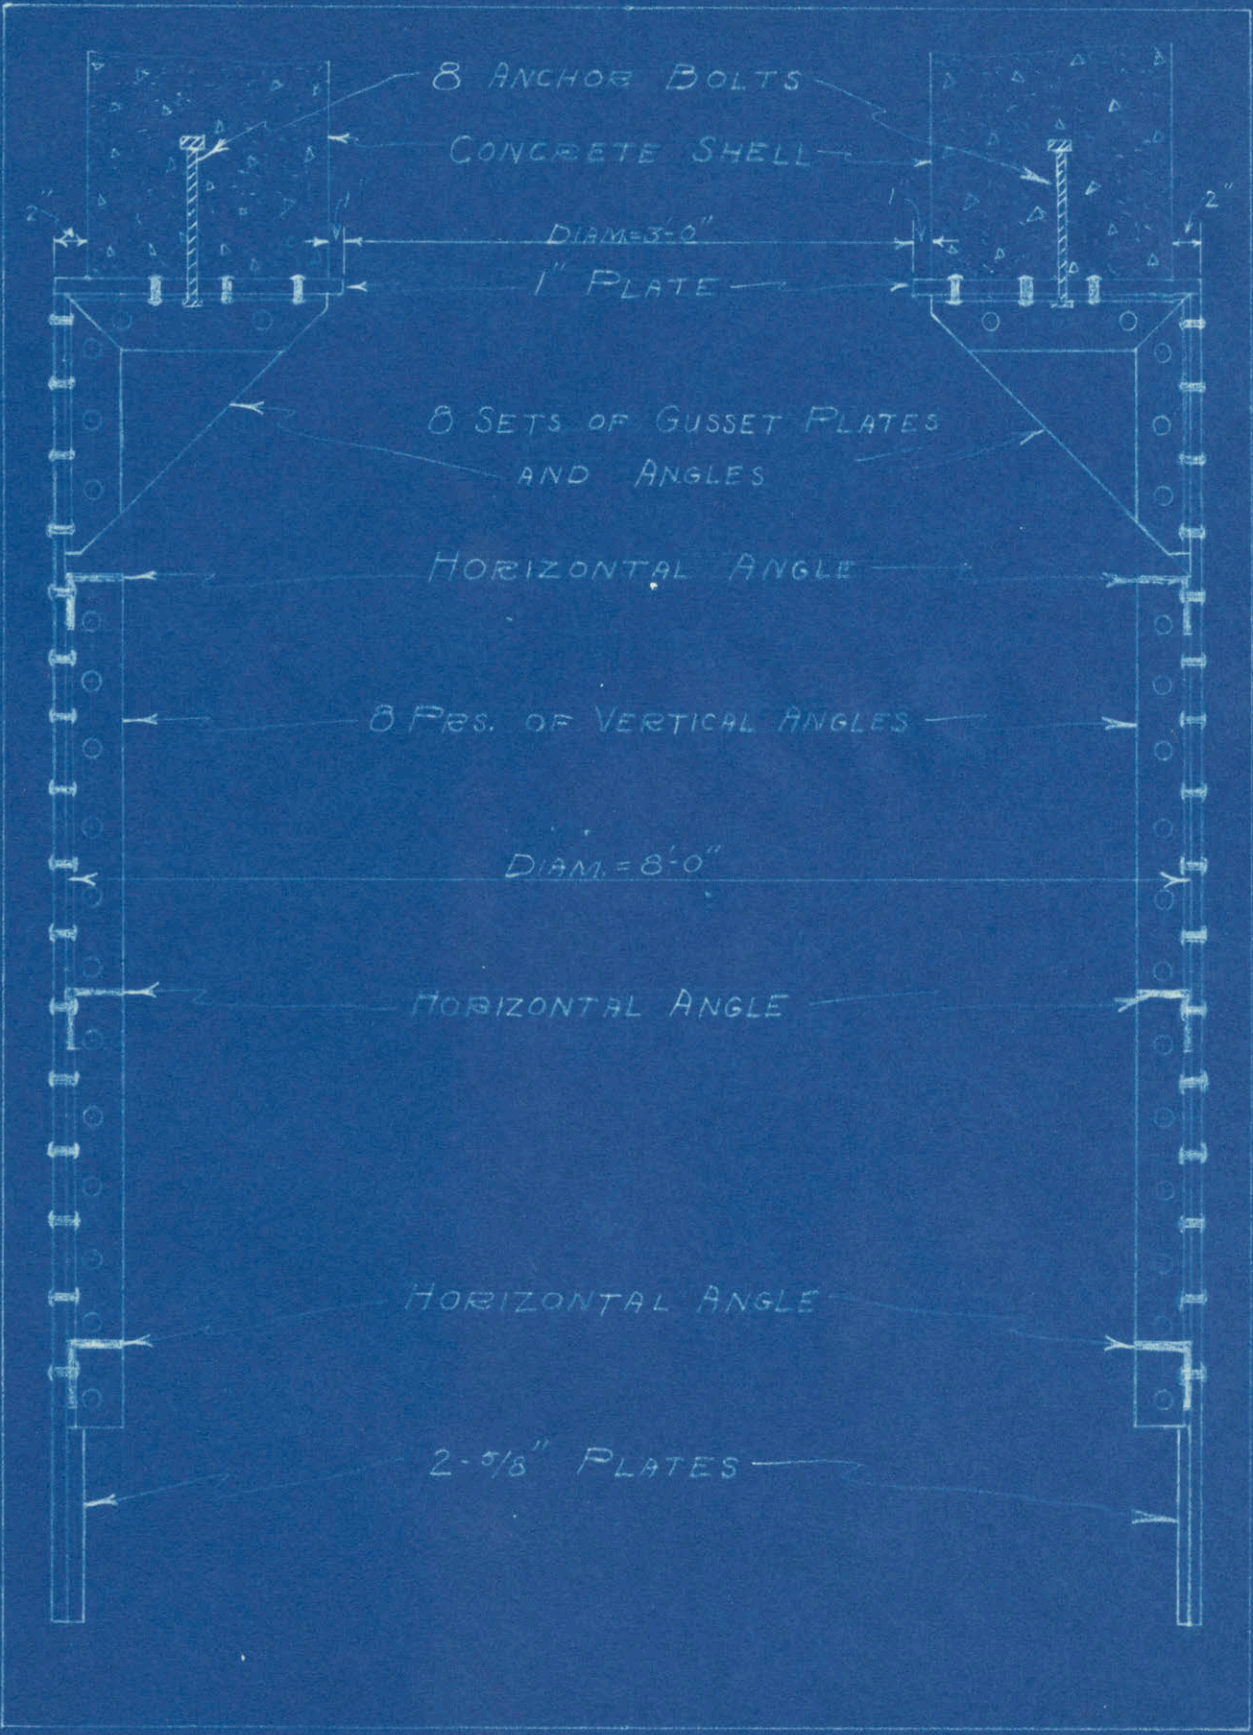 8 ANCHOR BOLTS
CONCRETE SHELL
2"
1
1
2"
DIAM=3'-0"
1" PLATE
8 SETS OF GUSSET PLATES
AND ANGLES
HORIZONTAL ANGLE
8 PRS. OF VERTICAL ANGLES
DIAM. = 8'-0"
HORIZONTAL ANGLE
HORIZONTAL ANGLE
2-5/8" PLATES